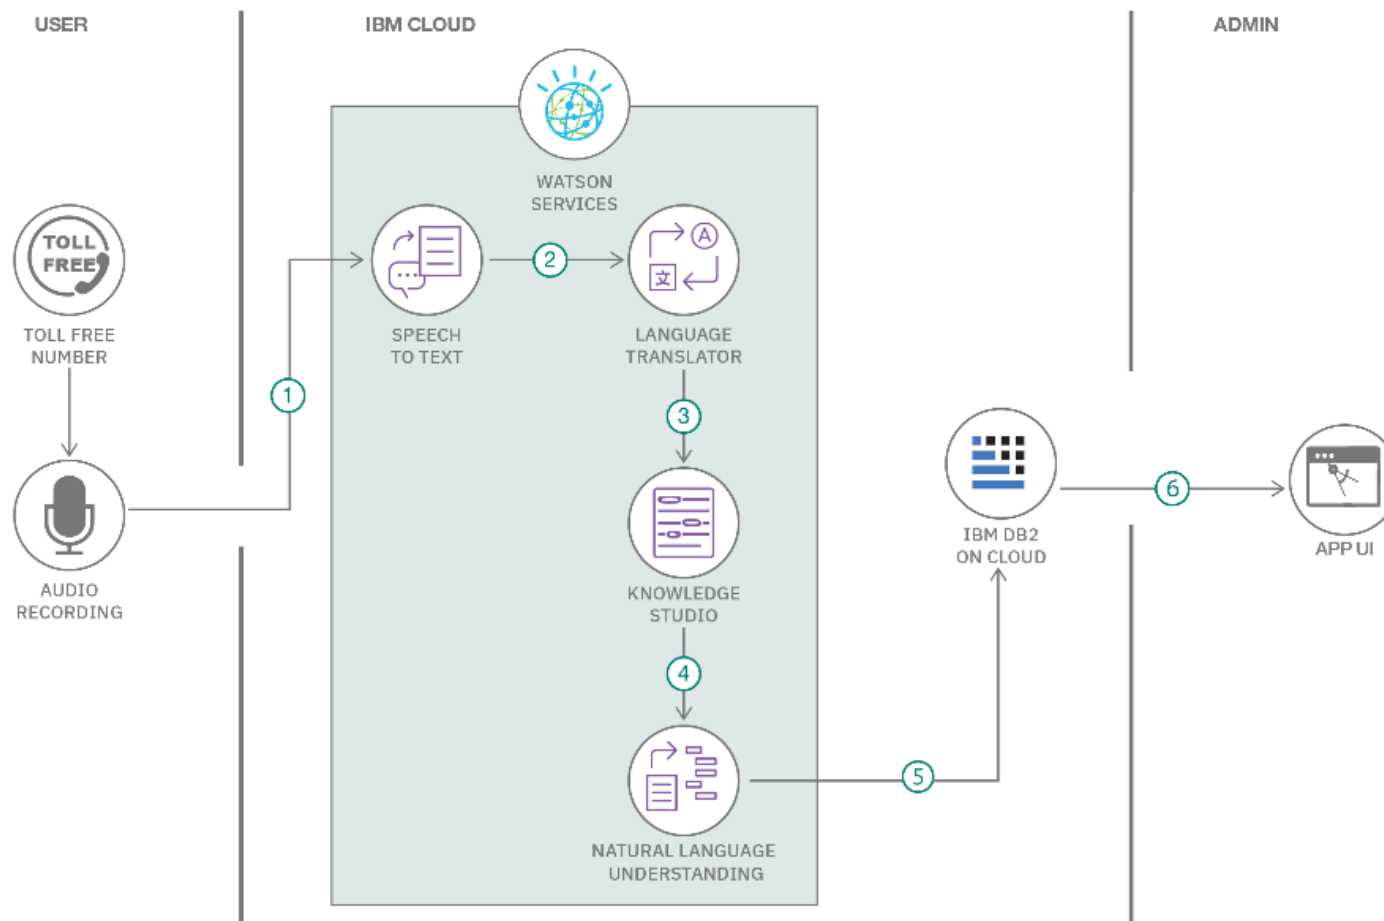 USER
IBM CLOUD
ADMIN
WATSON
SERVICES
TOLL
FREE
TOLL FREE
NUMBER
1
SPEECH
TO TEXT
2
A
文
LANGUAGE
TRANSLATOR
3
AUDIO
RECORDING
KNOWLEDGE
STUDIO
4
NATURAL LANGUAGE
UNDERSTANDING
5
IBM DB2
ON CLOUD
6
APP UI